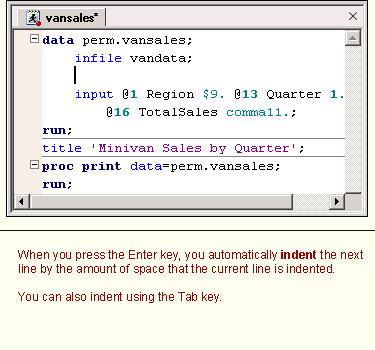 vansales*
data perm.vansales;
infile vandata;
input @1 Region $9. @13 Quarter 1.
@16 TotalSales comma11.;
run;
title 'Minivan Sales by Quarter';
proc print data=perm.vansales;
run;
When you press the Enter key, you automatically indent the next
line by the amount of space that the current line is indented.
You can also indent using the Tab key.